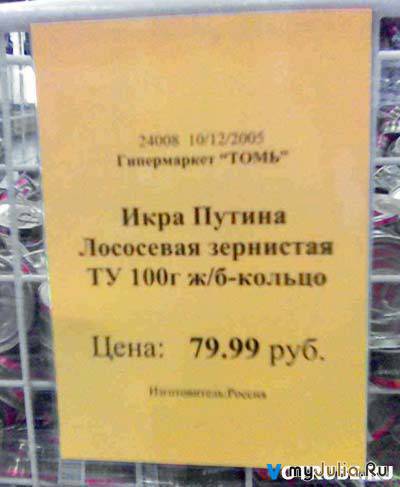 24008 10/12/2005
Гипермаркет "ТОМЬ"
Икра Путина
Лососевая зернистая
ТУ 100г ж/б-кольцо
Цена: 79.99 руб.
Изготовитель:Россия
myJulia.Ru